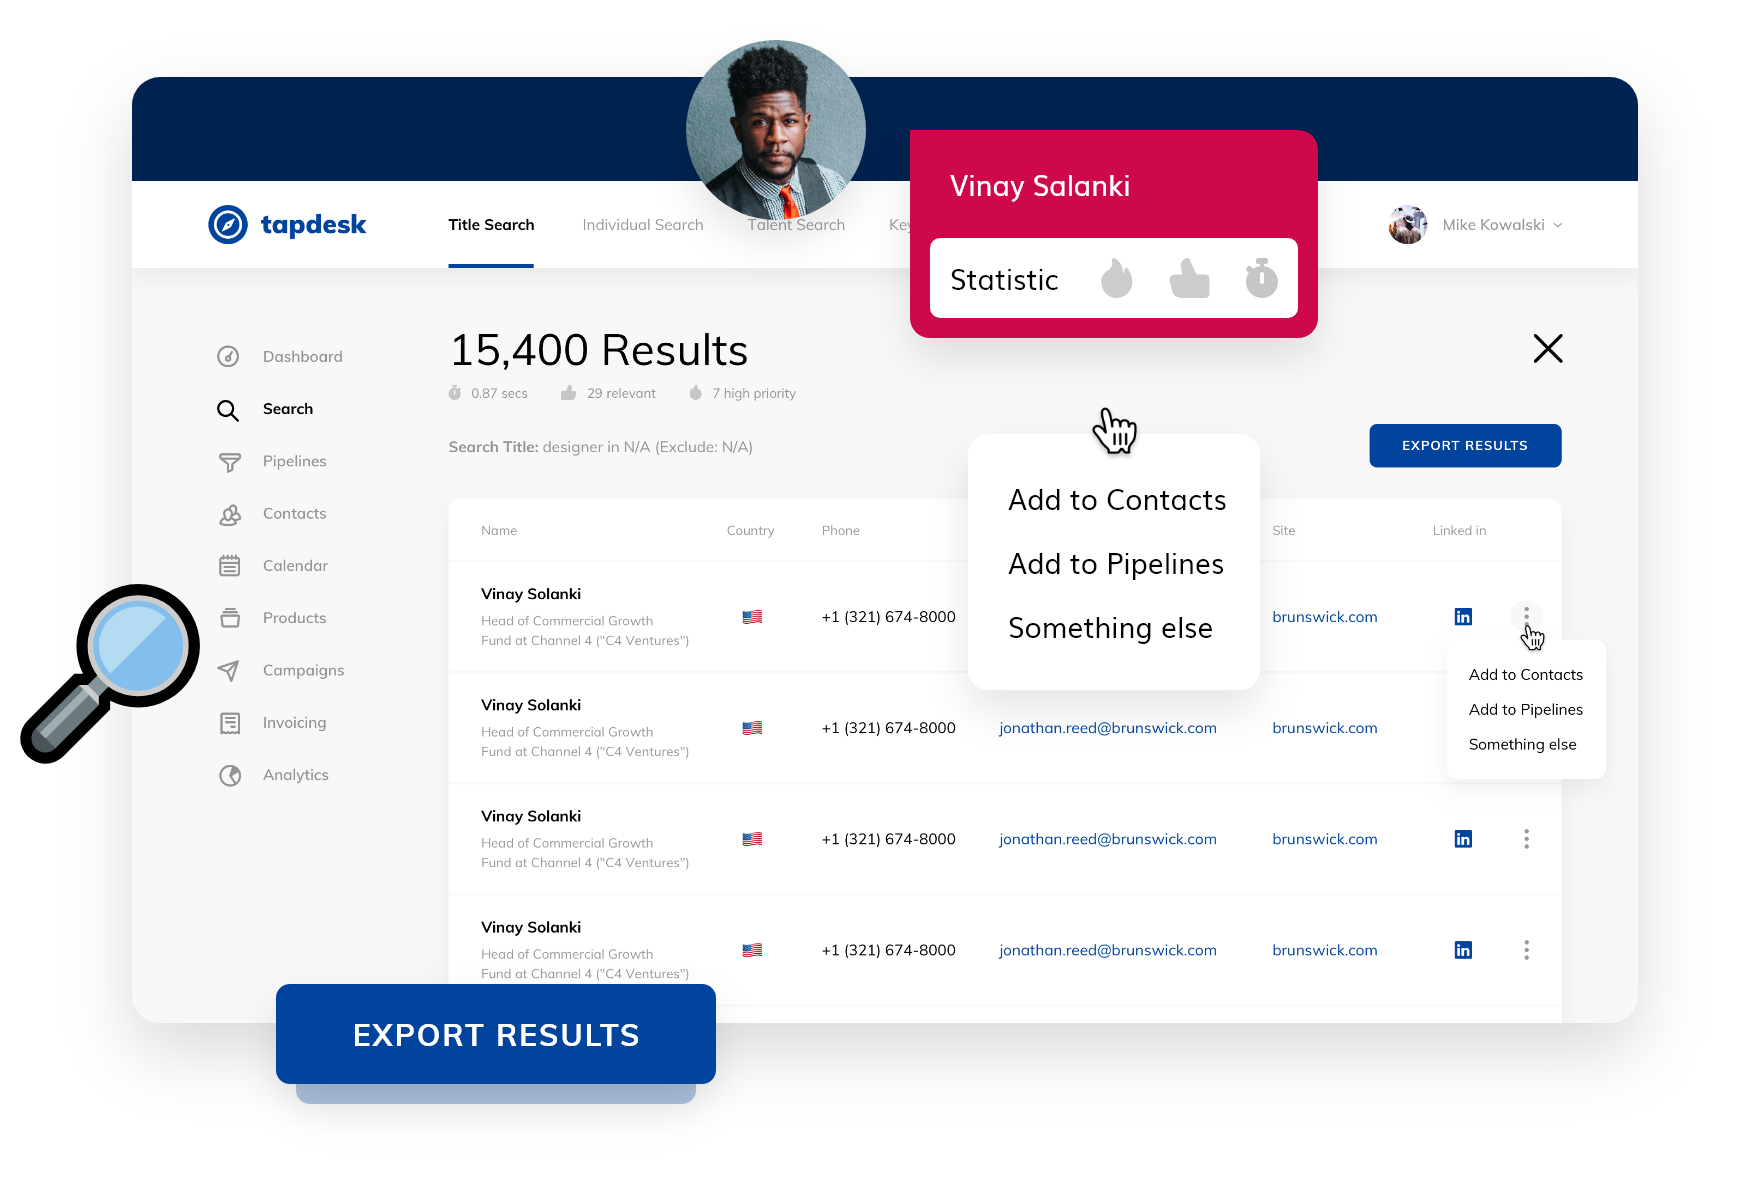 Vinay Salanki
Statistic
tapdesk
Title Search
Individual Search
Talent Search
Mike Kowalski
Dashboard
Search
Pipelines
Contacts
Calendar
Products
Campaigns
Invoicing
Analytics
15,400 Results
0.87 secs
29 relevant
7 high priority
Search Title: designer in N/A (Exclude: N/A)
EXPORT RESULTS
Add to Contacts
Add to Pipelines
Something else
Name
Country
Phone
Site
Linked in
Vinay Solanki
Head of Commercial Growth
Fund at Channel 4 ("C4 Ventures")
+1 (321) 674-8000
brunswick.com
in
Add to Contacts
Add to Pipelines
Something else
Vinay Solanki
Head of Commercial Growth
Fund at Channel 4 ("C4 Ventures")
+1 (321) 674-8000
jonathan.reed@brunswick.com
brunswick.com
Vinay Solanki
Head of Commercial Growth
Fund at Channel 4 ("C4 Ventures")
+1 (321) 674-8000
jonathan.reed@brunswick.com
brunswick.com
in
Vinay Solanki
Head of Commercial Growth
Fund at Channel 4 ("C4 Ventures")
+1 (321) 674-8000
jonathan.reed@brunswick.com
brunswick.com
in
EXPORT RESULTS